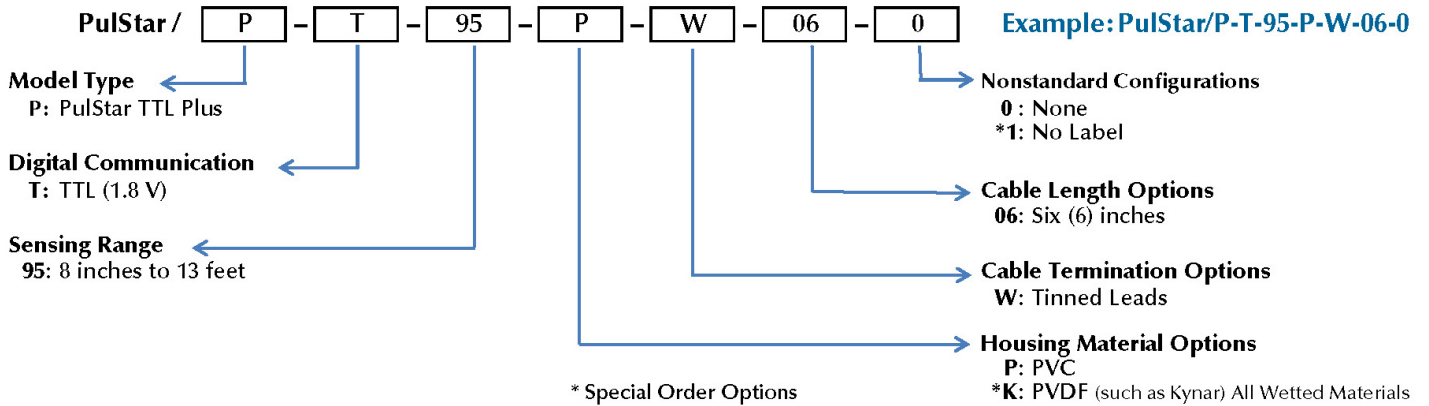 PulStar / P – T – 95 – P – W – 06 – 0 Example: PulStar/P-T-95-P-W-06-0
Model Type
P: PulStar TTL Plus
Digital Communication
T: TTL (1.8 V)
Sensing Range
95: 8 inches to 13 feet
Nonstandard Configurations
0 : None
*1: No Label
Cable Length Options
06: Six (6) inches
Cable Termination Options
W: Tinned Leads
Housing Material Options
P: PVC
*K: PVDF (such as Kynar) All Wetted Materials
* Special Order Options